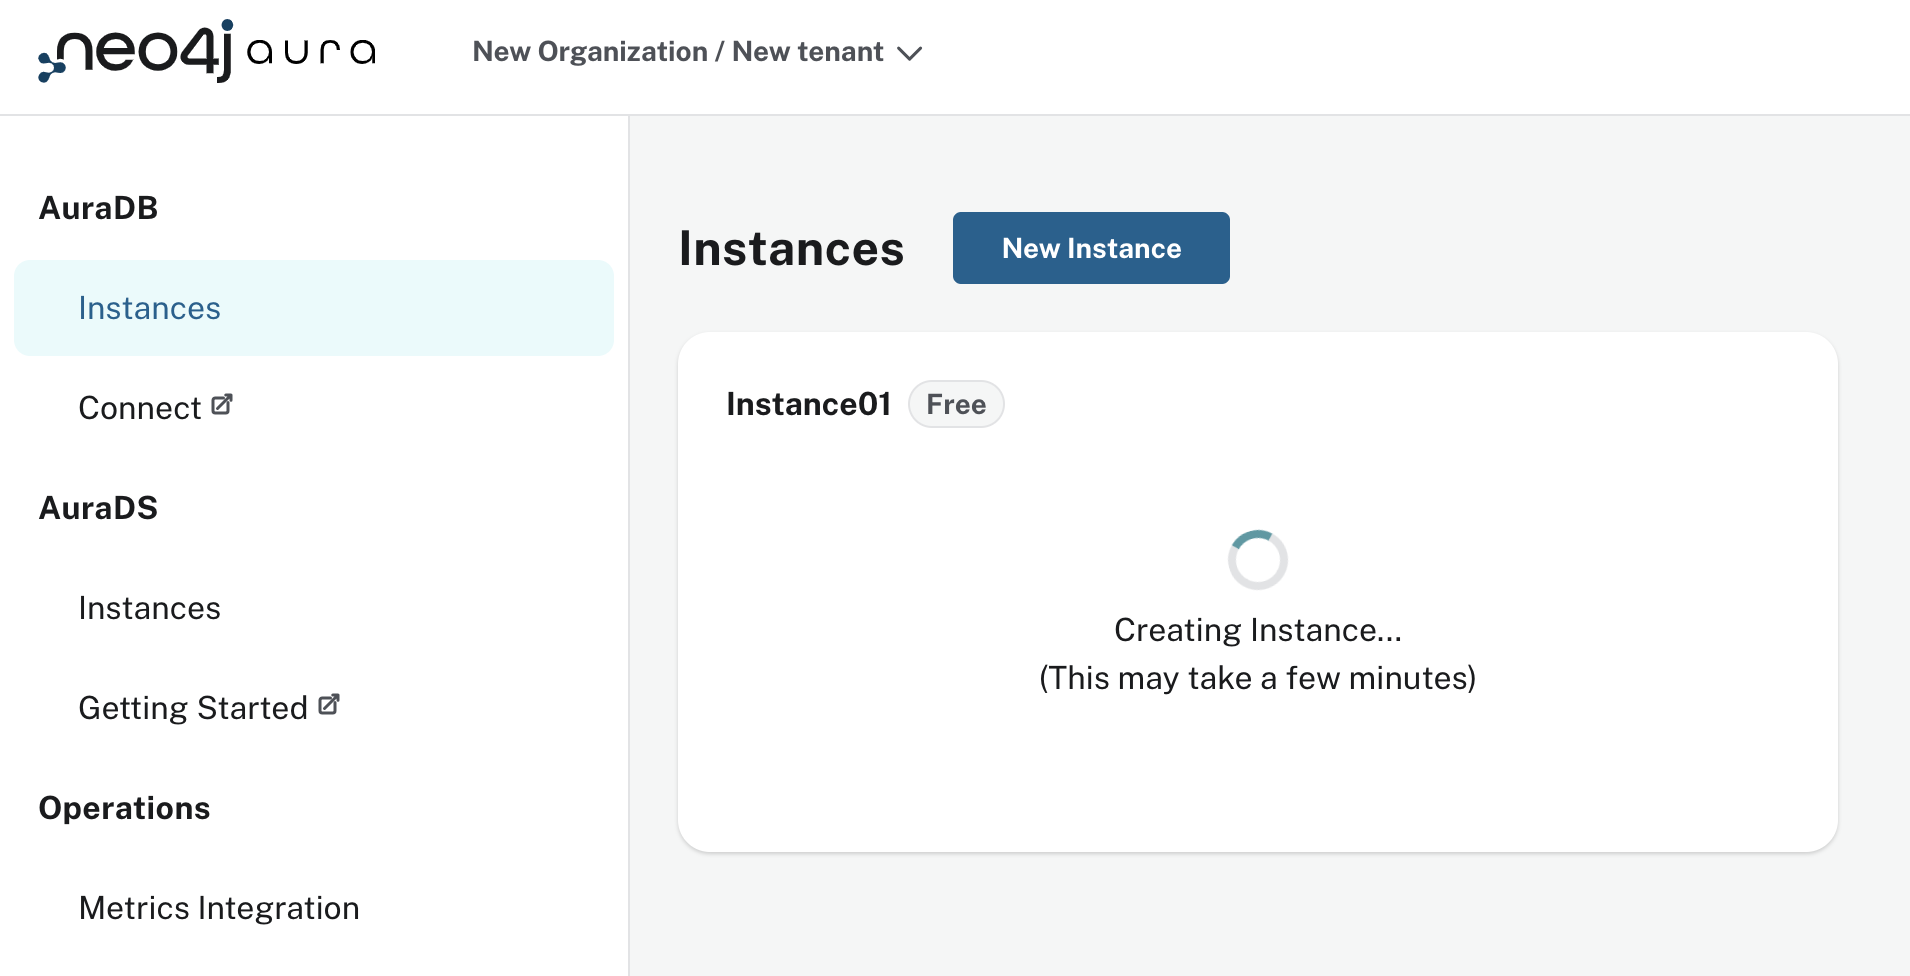 neo4j aura
New Organization / New tenant
AuraDB
Instances
Connect
AuraDS
Instances
Getting Started
Operations
Metrics Integration
Instances
New Instance
Instance01
Free
Creating Instance...
(This may take a few minutes)